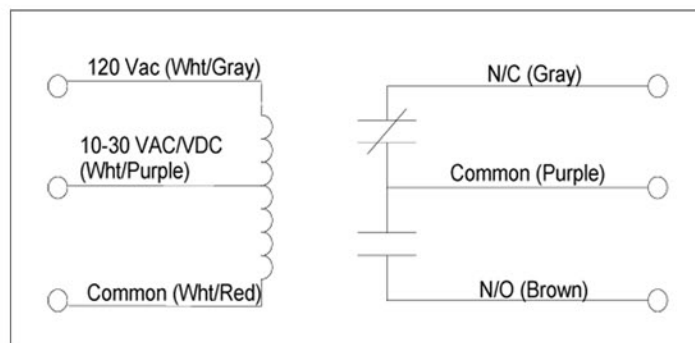 120 Vac (Wht/Gray)
10-30 VAC/VDC
(Wht/Purple)
Common (Wht/Red)
N/C (Gray)
Common (Purple)
N/O (Brown)